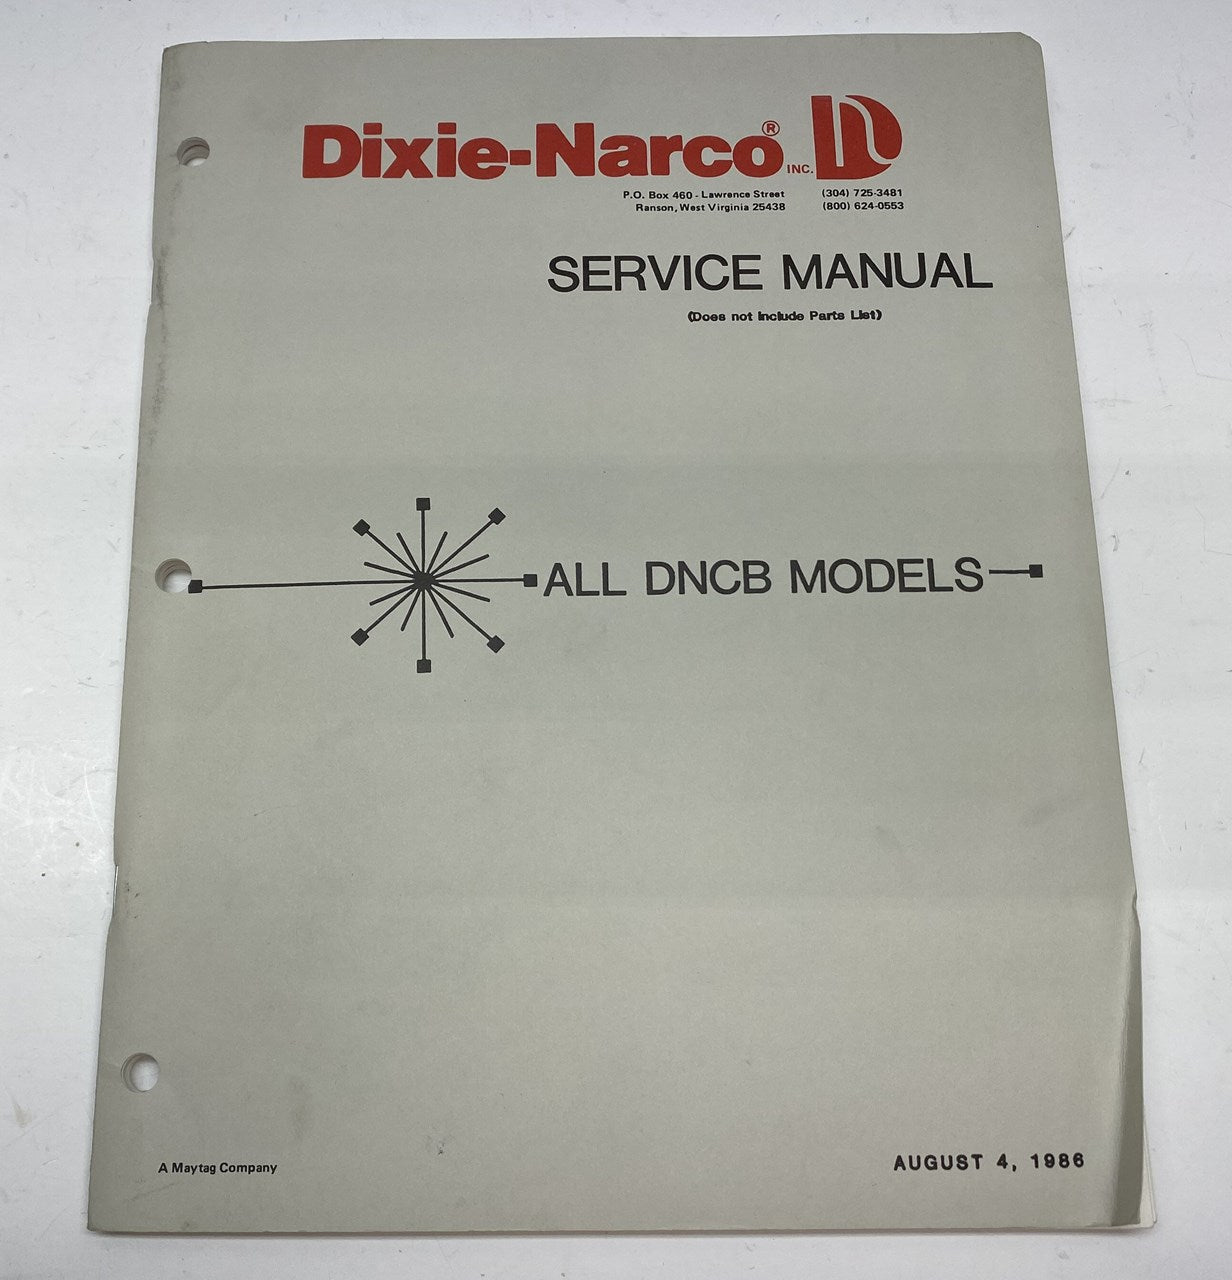 Dixie-Narco® INC.
P.O. Box 460 - Lawrence Street (304) 725-3481
Ranson, West Virginia 25438 (800) 624-0553
SERVICE MANUAL
(Does not Include Parts List)
ALL DNCB MODELS
A Maytag Company
AUGUST 4, 1986